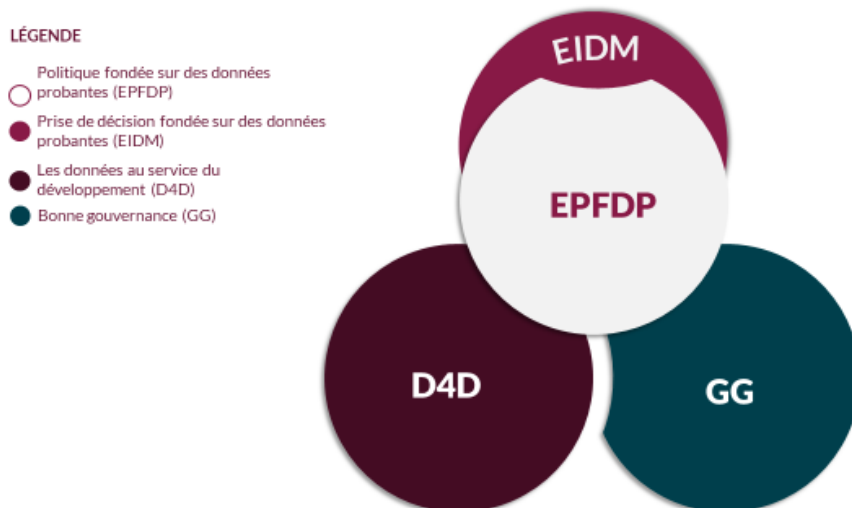 LÉGENDE
Politique fondée sur des données
probantes (EPFDP)
Prise de décision fondée sur des données
probantes (EIDM)
Les données au service du
développement (D4D)
Bonne gouvernance (GG)
EIDM
EPFDP
D4D
GG